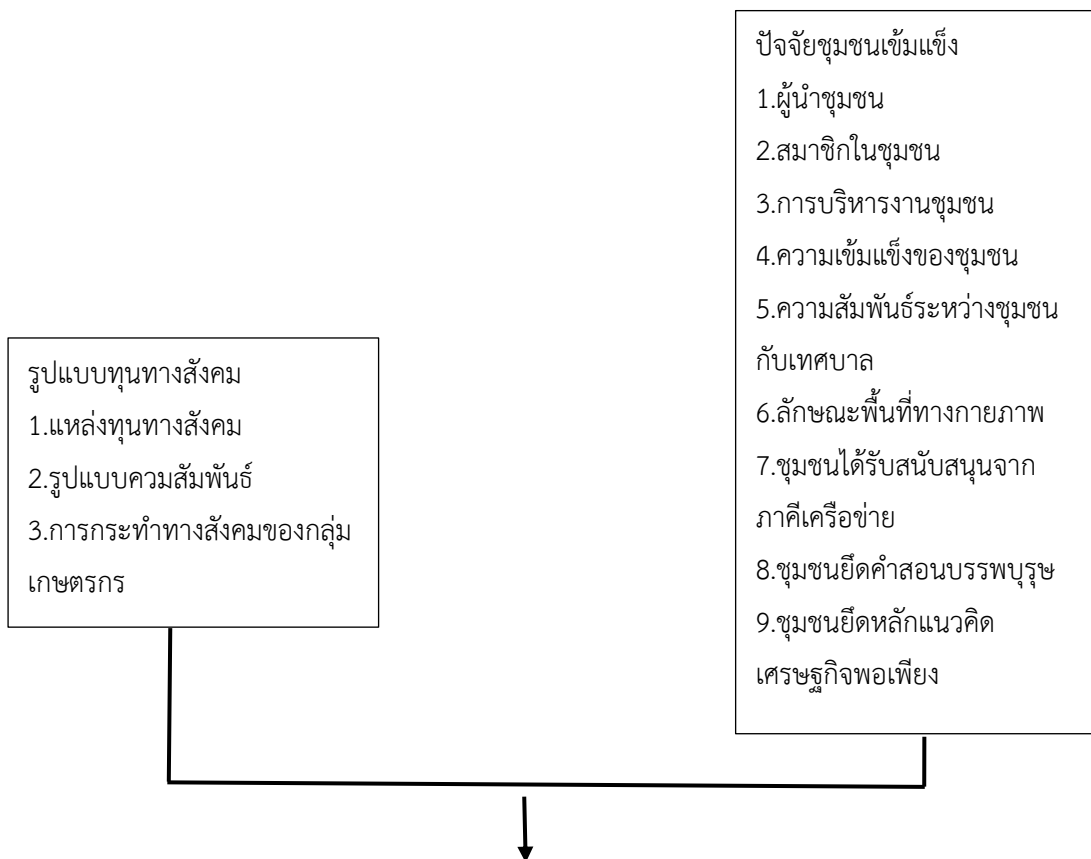 ปัจจัยชุมชนเข้มแข็ง
1.ผู้นำชุมชน
2.สมาชิกในชุมชน
3.การบริหารงานชุมชน
4.ความเข้มแข็งของชุมชน
5.ความสัมพันธ์ระหว่างชุมชน
กับเทศบาล
6.ลักษณะพื้นที่ทางกายภาพ
7.ชุมชนได้รับสนับสนุนจาก
ภาคีเครือข่าย
8.ชุมชนยึดคำสอนบรรพบุรุษ
9.ชุมชนยึดหลักแนวคิด
เศรษฐกิจพอเพียง
รูปแบบทุนทางสังคม
1.แหล่งทุนทางสังคม
2.รูปแบบควมสัมพันธ์
3.การกระทำทางสังคมของกลุ่ม
เกษตรกร